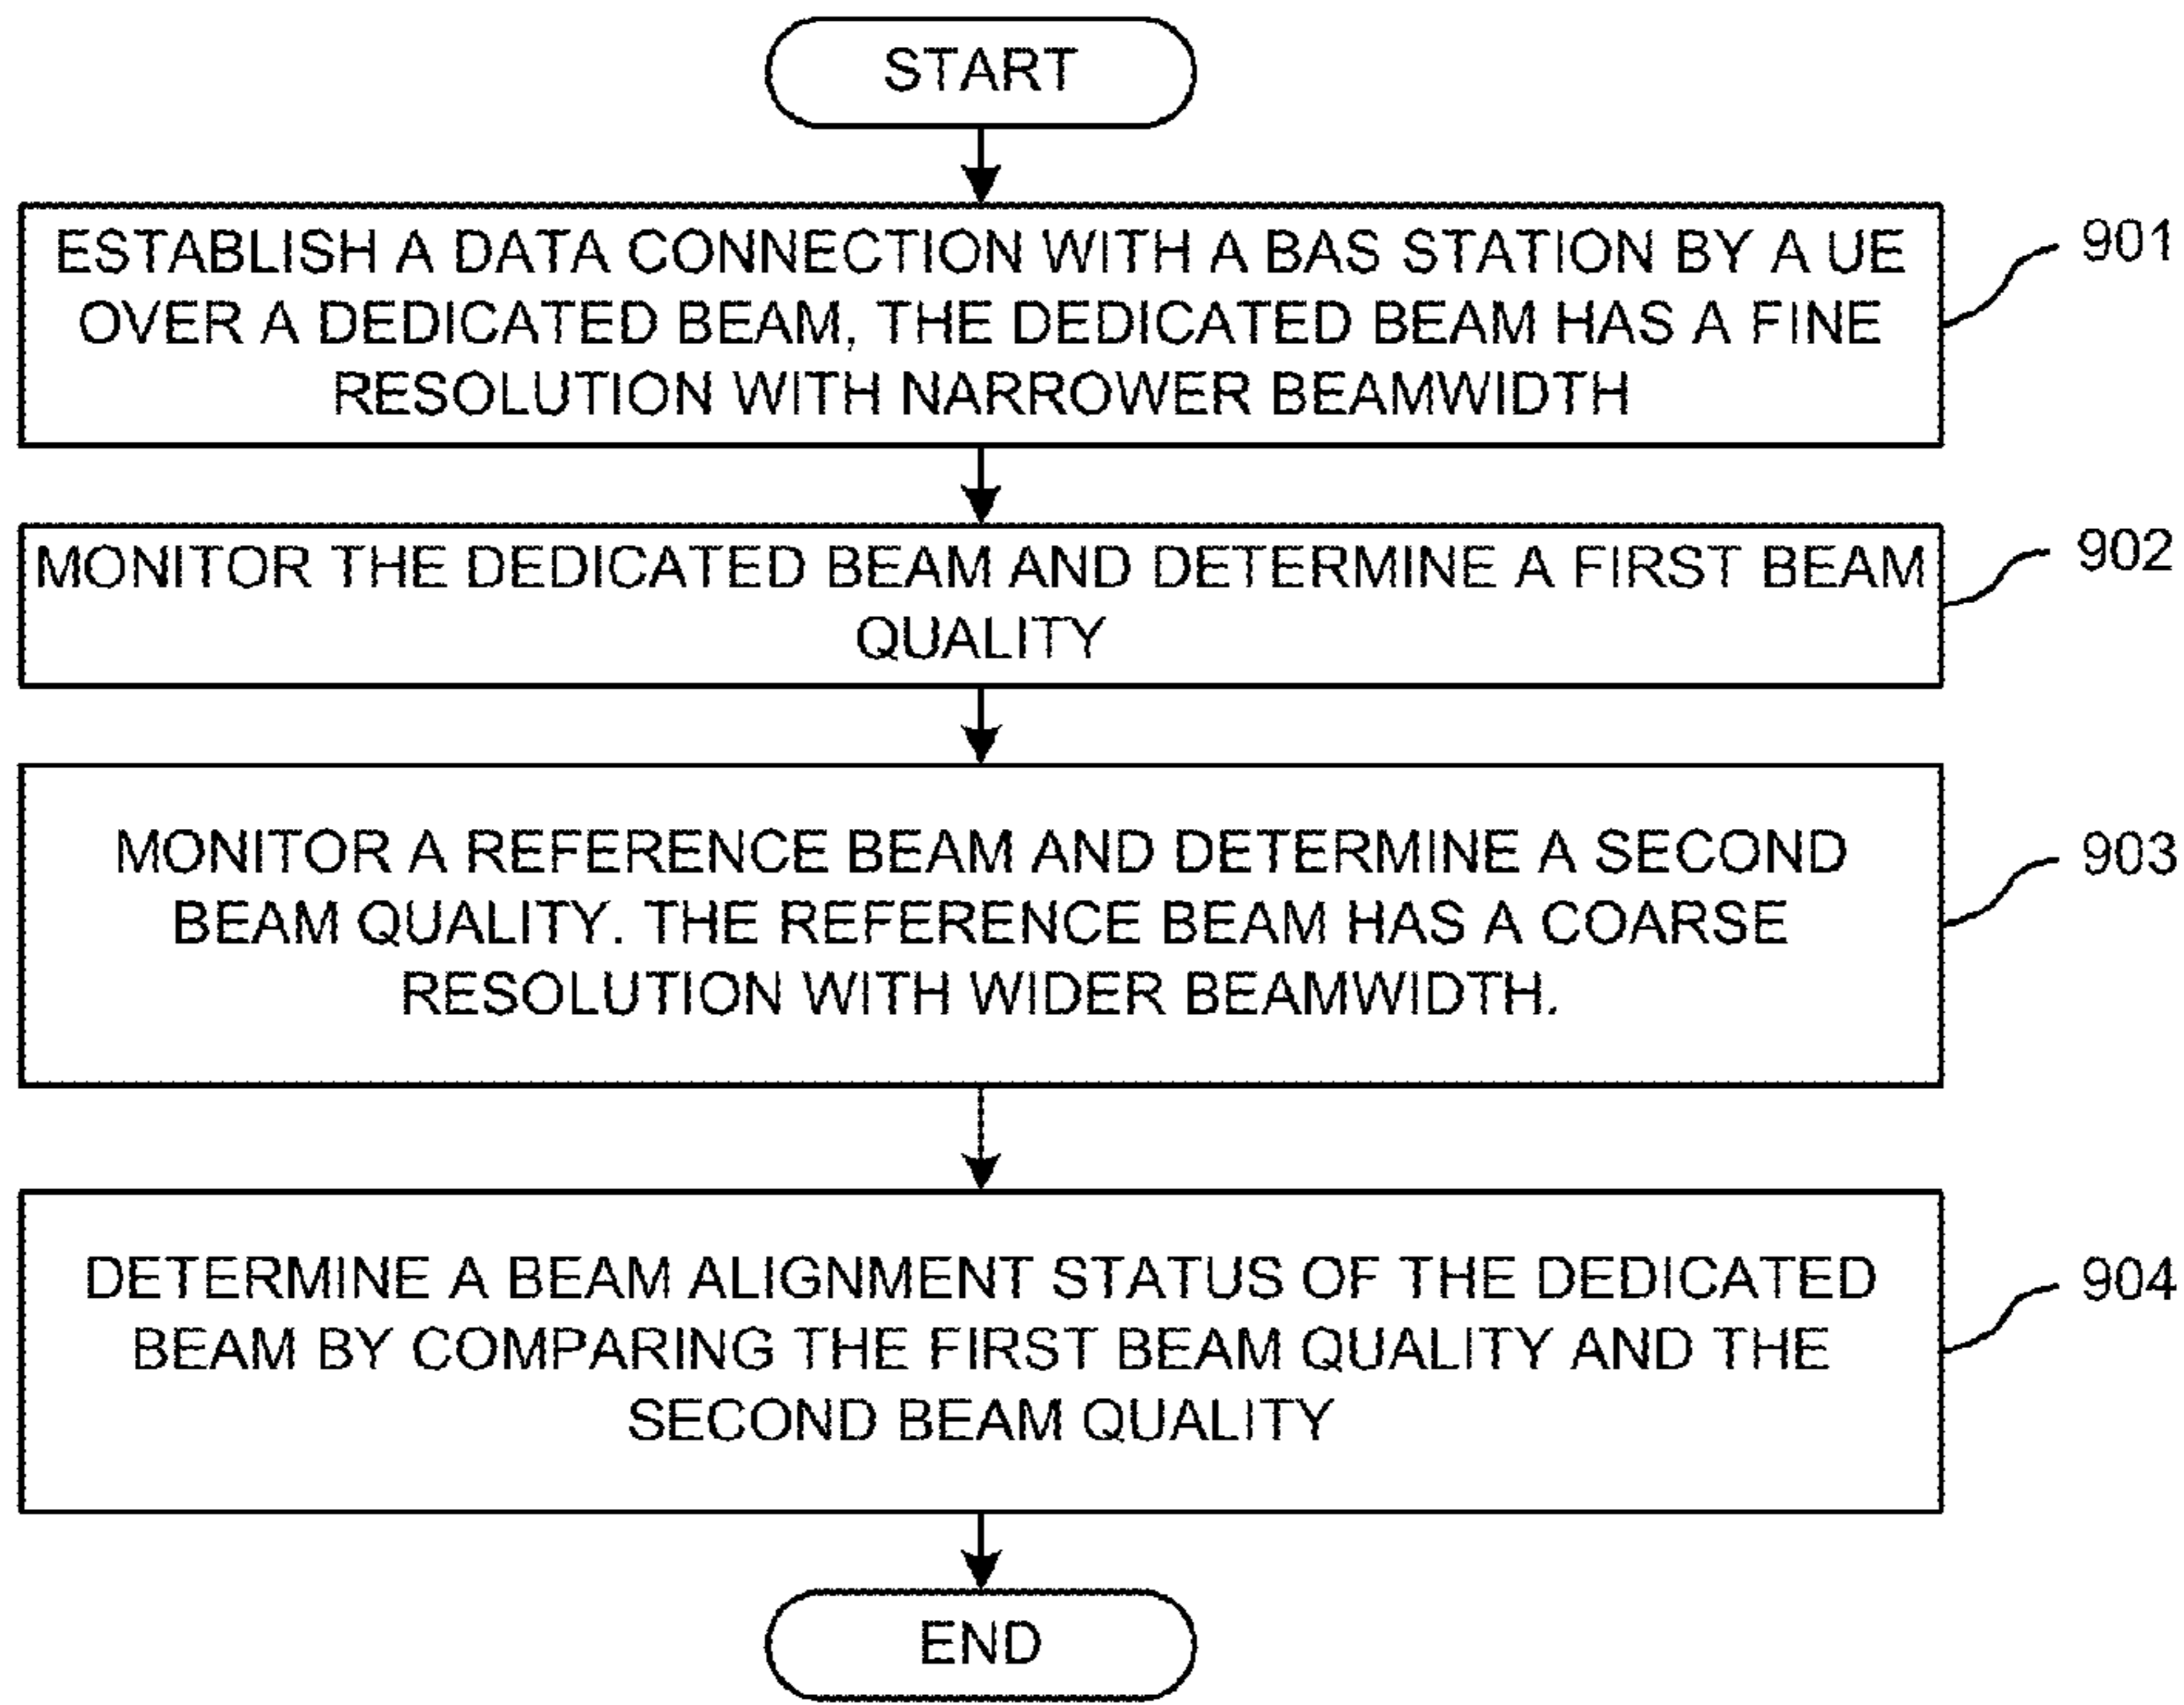 START
ESTABLISH A DATA CONNECTION WITH A BAS STATION BY A UE
OVER A DEDICATED BEAM, THE DEDICATED BEAM HAS A FINE
RESOLUTION WITH NARROWER BEAMWIDTH
901
MONITOR THE DEDICATED BEAM AND DETERMINE A FIRST BEAM
QUALITY
902
MONITOR A REFERENCE BEAM AND DETERMINE A SECOND
BEAM QUALITY. THE REFERENCE BEAM HAS A COARSE
RESOLUTION WITH WIDER BEAMWIDTH.
903
DETERMINE A BEAM ALIGNMENT STATUS OF THE DEDICATED
BEAM BY COMPARING THE FIRST BEAM QUALITY AND THE
SECOND BEAM QUALITY
904
END